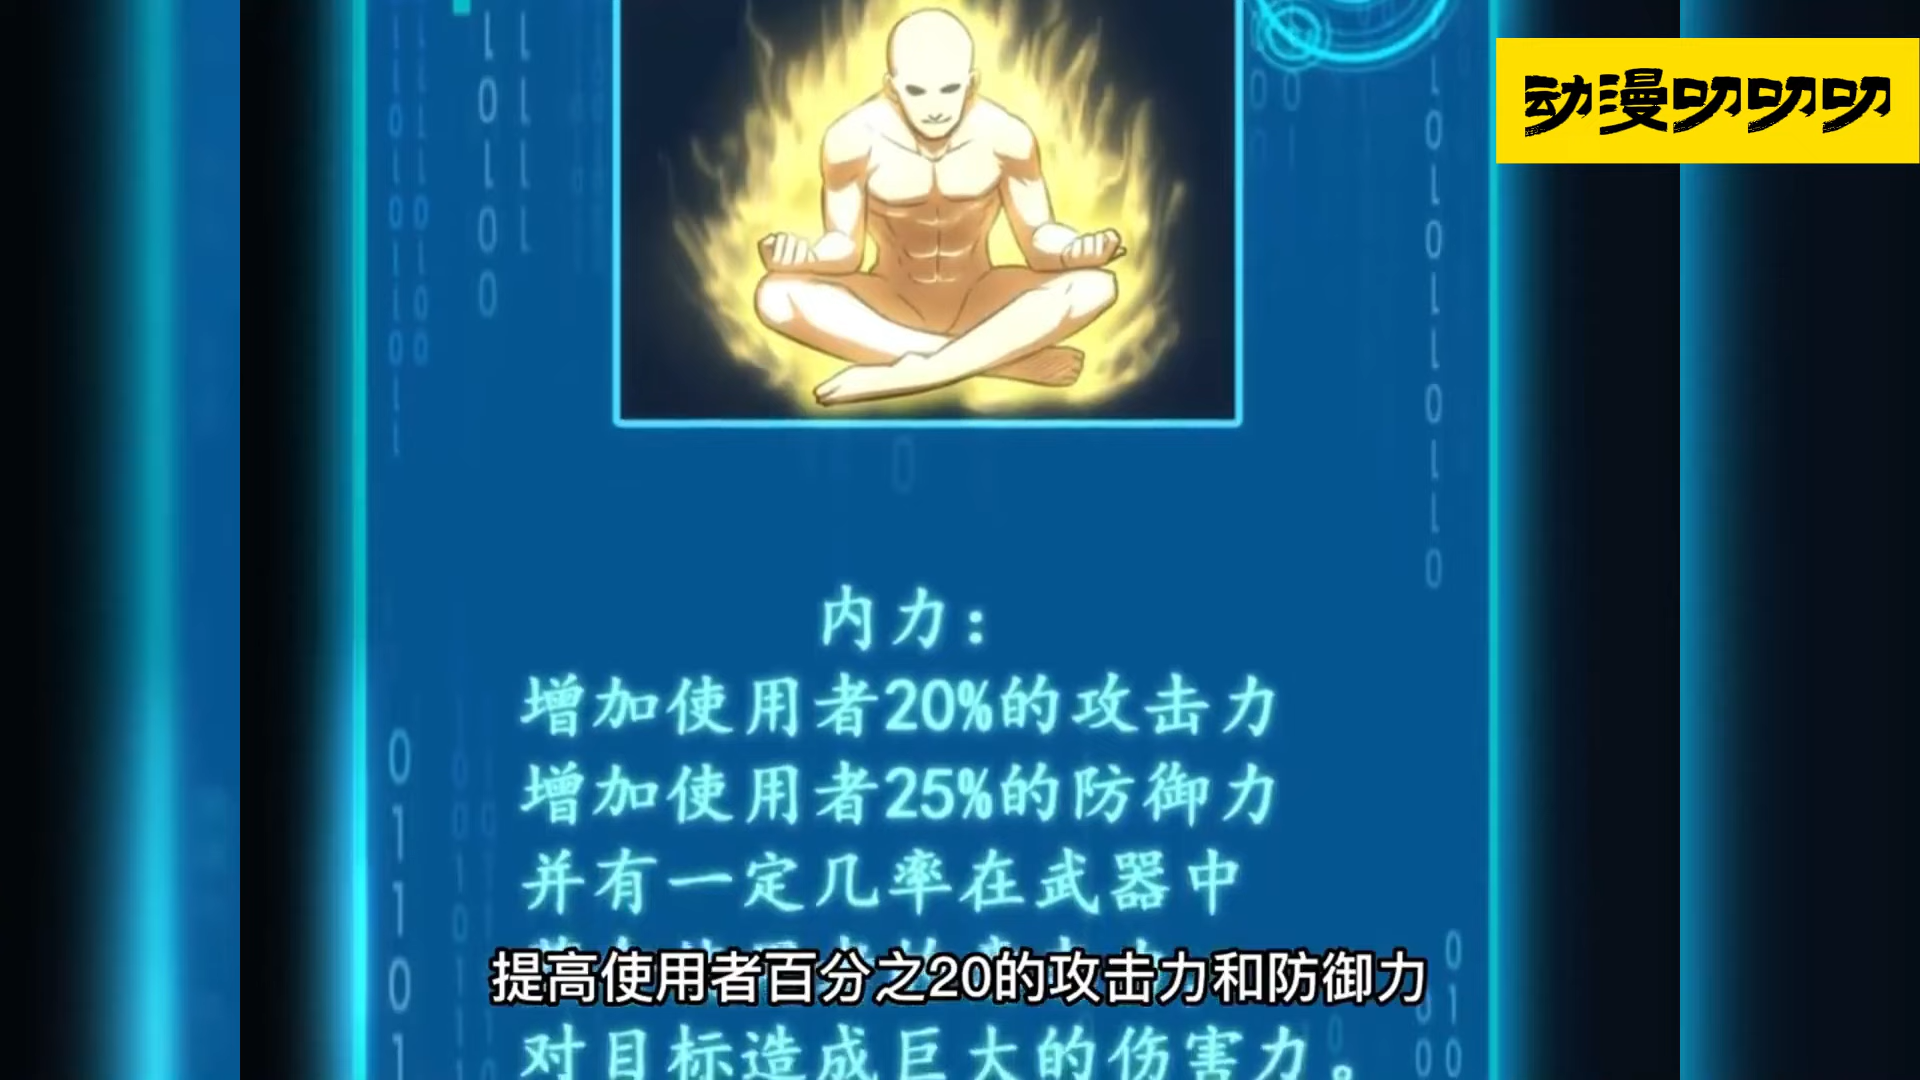 动漫叨叨叨
内力：
增加使用者20%的攻击力
增加使用者25%的防御力
并有一定几率在武器中
提高使用者百分之20的攻击力和防御力
对目标造成巨大的伤害力。